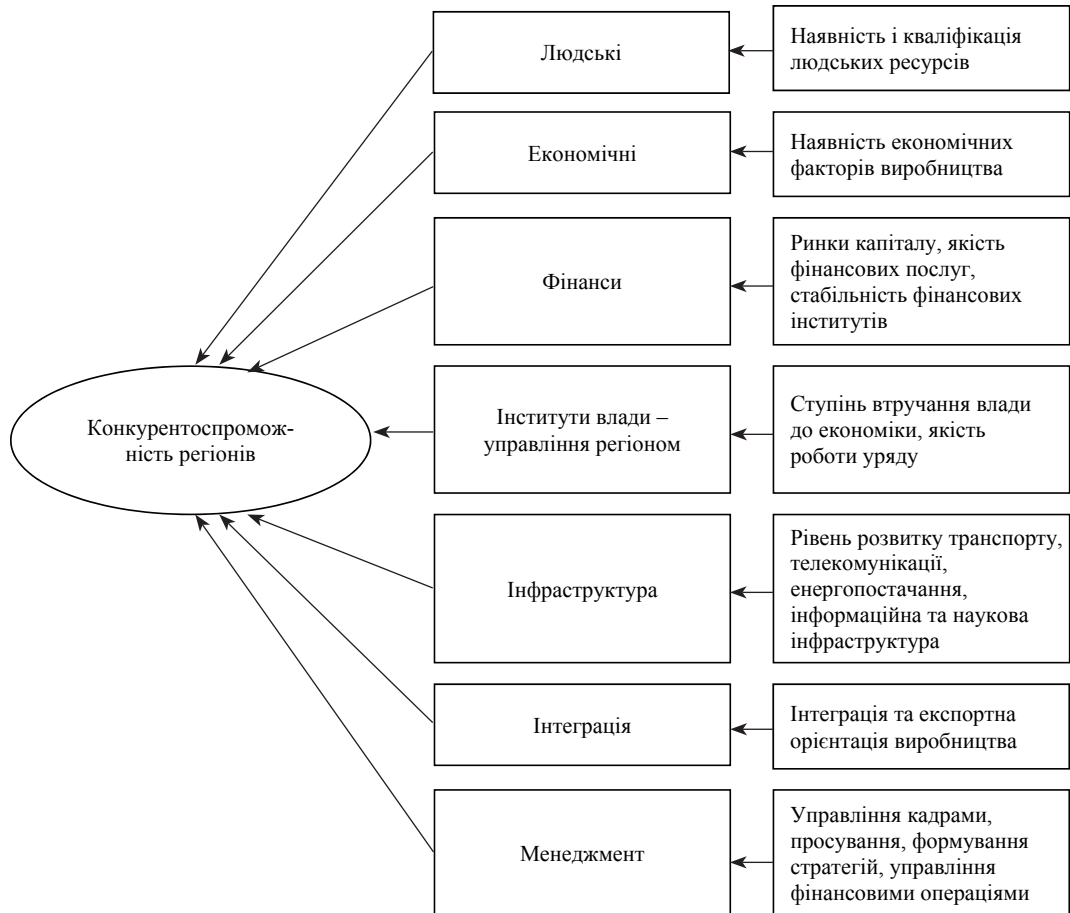 Людські
Наявність і кваліфікація
людських ресурсів
Економічні
Наявність економічних
факторів виробництва
Фінанси
Ринки капіталу, якість
фінансових послуг,
стабільність фінансових
інститутів
Конкурентоспромож-
ність регіонів
Інститути влади –
управління регіоном
Ступінь втручання влади
до економіки, якість
роботи уряду
Інфраструктура
Рівень розвитку транспорту,
телекомунікації,
енергопостачання,
інформаційна та наукова
інфраструктура
Інтеграція
Інтеграція та експортна
орієнтація виробництва
Менеджмент
Управління кадрами,
просування, формування
стратегій, управління
фінансовими операціями